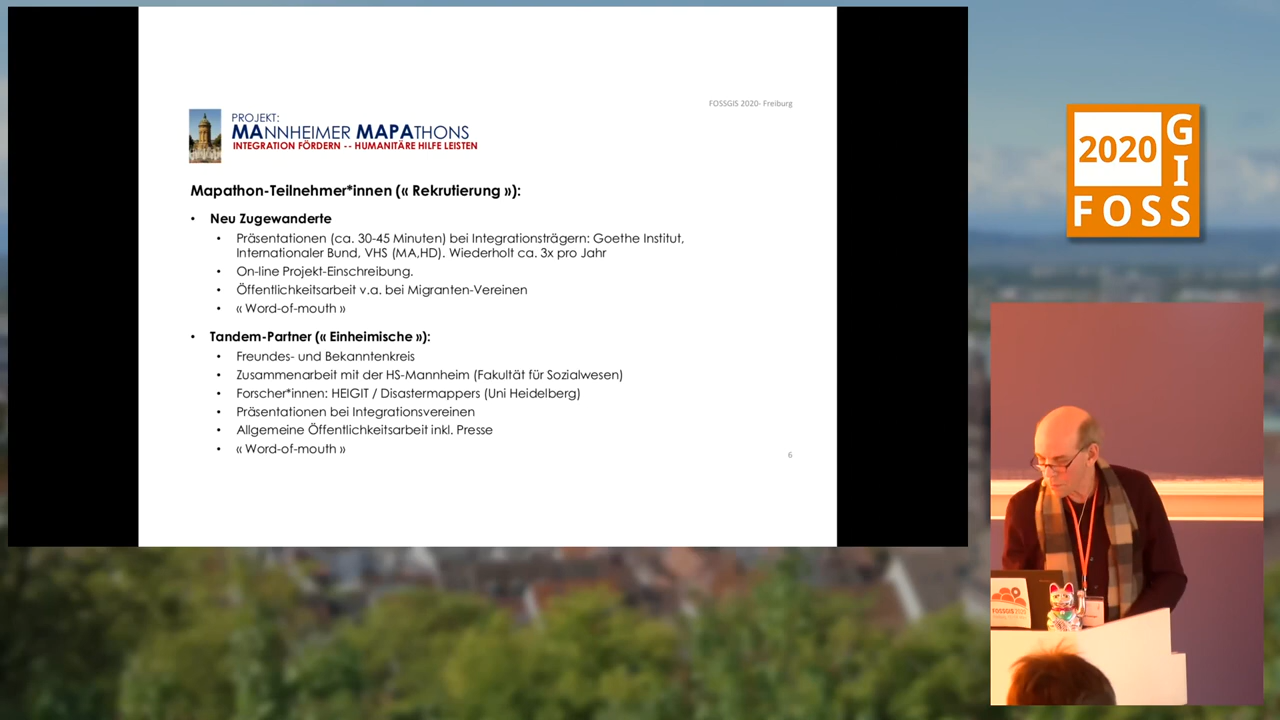 FOSSGIS 2020- Freiburg
PROJEKT:
MANNHEIMER MAPATHONS
INTEGRATION FÖRDERN -- HUMANITÄRE HILFE LEISTEN
Mapathon-Teilnehmer*innen (« Rekrutierung »):
• Neu Zugewanderte
• Präsentationen (ca. 30-45 Minuten) bei Integrationsträgern: Goethe Institut,
Internationaler Bund, VHS (MA,HD). Wiederholt ca. 3x pro Jahr
• On-line Projekt-Einschreibung.
• Öffentlichkeitsarbeit v.a. bei Migranten-Vereinen
• « Word-of-mouth »
• Tandem-Partner (« Einheimische »):
• Freundes- und Bekanntenkreis
• Zusammenarbeit mit der HS-Mannheim (Fakultät für Sozialwesen)
• Forscher*innen: HEIGIT / Disastermappers (Uni Heidelberg)
• Präsentationen bei Integrationsvereinen
• Allgemeine Öffentlichkeitsarbeit inkl. Presse
• « Word-of-mouth »
6
2020
GIS
FOSS
FOSSGIS 2020